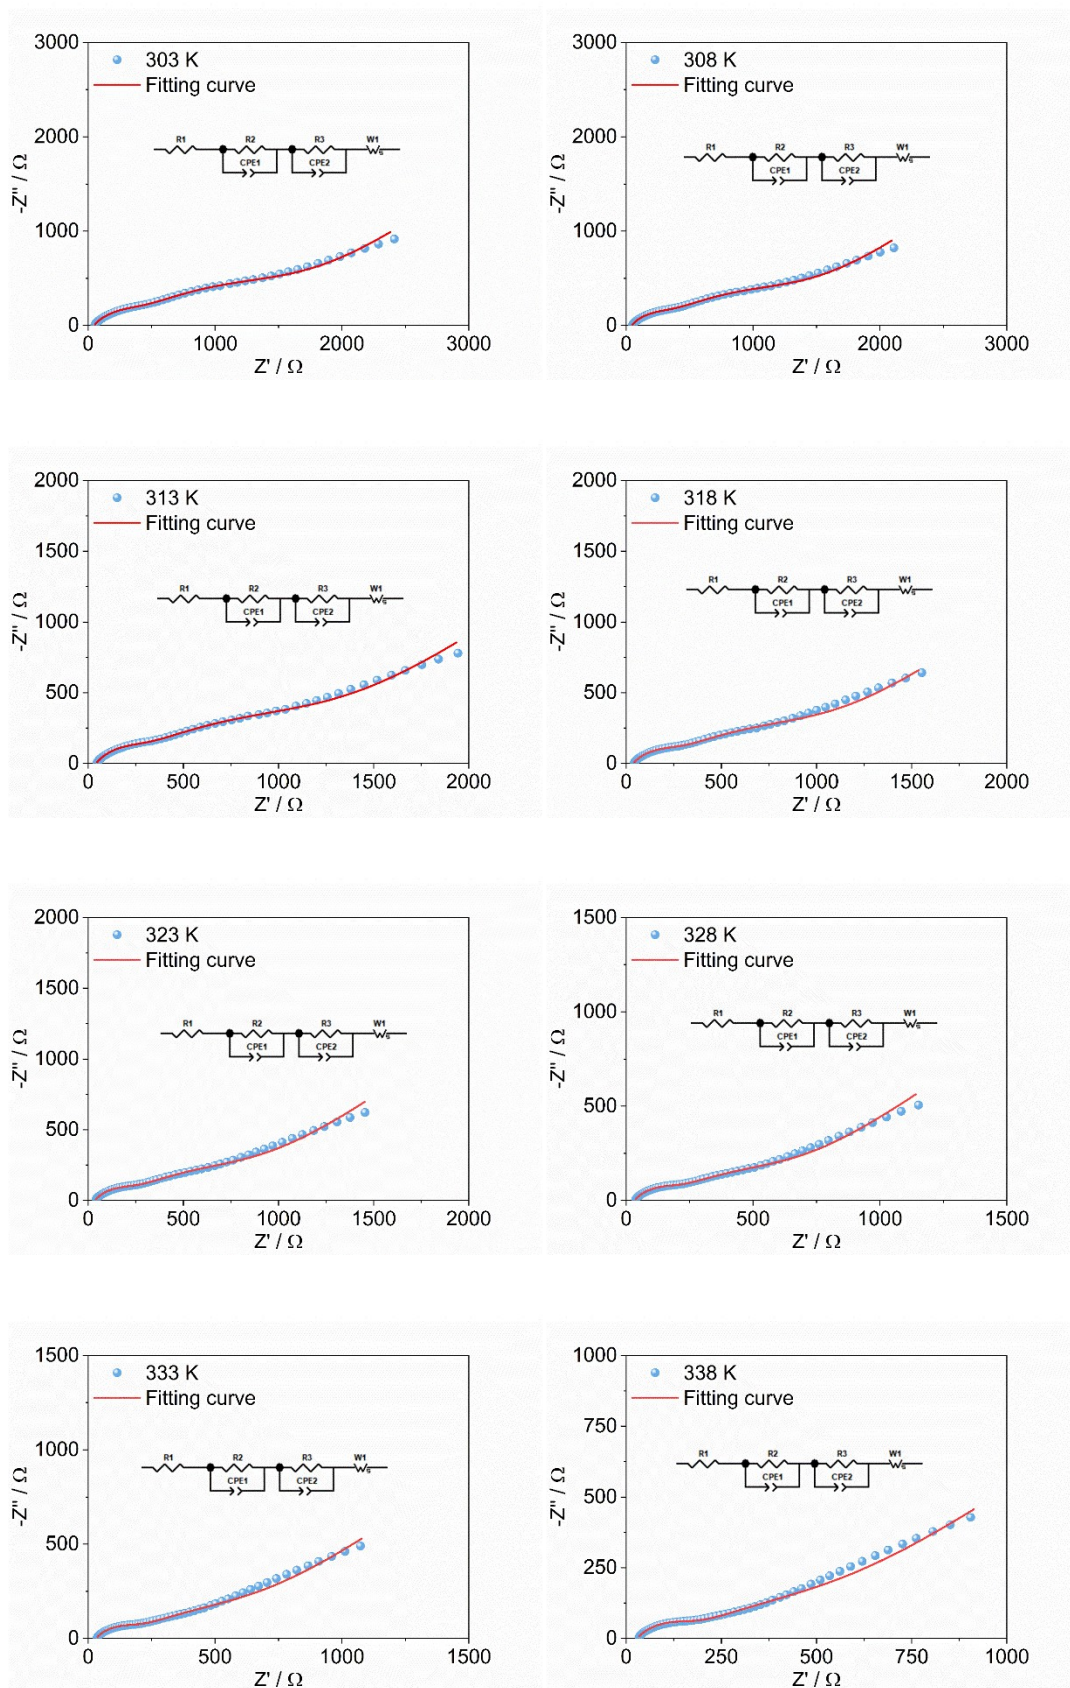 3000
303 K
Fitting curve
2000
R1 R2 R3 W1
CPE1 CPE2
s
-Z'' / Ω
1000
0
0 1000 2000 3000
Z' / Ω
3000
308 K
Fitting curve
2000
R1 R2 R3 W1
CPE1 CPE2
s
-Z'' / Ω
1000
0
0 1000 2000 3000
Z' / Ω
2000
313 K
Fitting curve
1500
R1 R2 R3 W1
CPE1 CPE2
s
-Z'' / Ω
1000
500
0
0 500 1000 1500 2000
Z' / Ω
2000
318 K
Fitting curve
1500
R1 R2 R3 W1
CPE1 CPE2
s
-Z'' / Ω
1000
500
0
0 500 1000 1500 2000
Z' / Ω
2000
323 K
Fitting curve
1500
R1 R2 R3 W1
CPE1 CPE2
s
-Z'' / Ω
1000
500
0
0 500 1000 1500 2000
Z' / Ω
1500
328 K
Fitting curve
1000
R1 R2 R3 W1
CPE1 CPE2
s
-Z'' / Ω
500
0
0 500 1000 1500
Z' / Ω
1500
333 K
Fitting curve
1000
R1 R2 R3 W1
CPE1 CPE2
s
-Z'' / Ω
500
0
0 500 1000 1500
Z' / Ω
1000
338 K
Fitting curve
750
R1 R2 R3 W1
CPE1 CPE2
s
-Z'' / Ω
500
250
0
0 250 500 750 1000
Z' / Ω